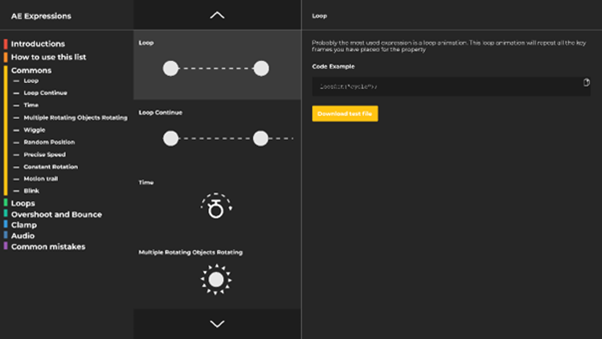 AE Expressions
Introductions
How to use this list
Commons
Loop
Loop Continue
Time
Multiple Rotating Objects Rotating
Wiggle
Random Position
Precise Speed
Constant Rotation
Motion trail
Blink
Loops
Overshoot and Bounce
Clamp
Audio
Common mistakes
Loop
Loop Continue
Time
Multiple Rotating Objects Rotating
Loop
Probably the most used expression is a loop animation. This loop animation will repeat all the key
frames you have placed for the property
Code Example
loopOut("cycle");
Download test file